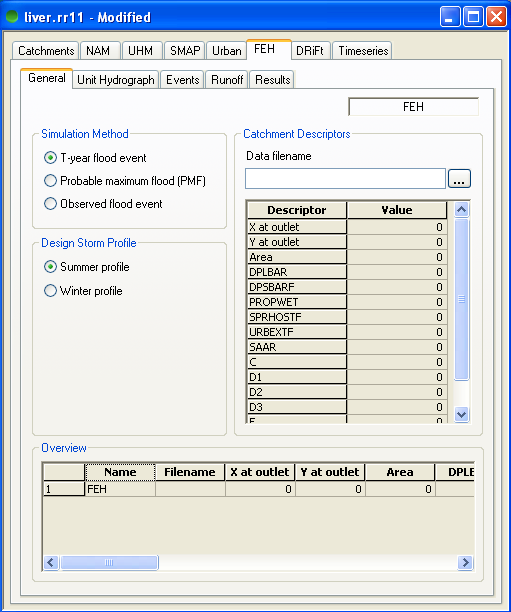 liver.rr11 - Modified
Catchments NAM UHM SMAP Urban FEH DRiFt Timeseries
General Unit Hydrograph Events Runoff Results
FEH
Simulation Method
T-year flood event
Probable maximum flood (PMF)
Observed flood event
Design Storm Profile
Summer profile
Winter profile
Catchment Descriptors
Data filename
...
Descriptor Value
X at outlet 0
Y at outlet 0
Area 0
DPLBAR 0
DPSBARF 0
PROPWET 0
SPRHOSTF 0
URBEXTF 0
SAAR 0
C 0
D1 0
D2 0
D3 0
Overview
Name Filename X at outlet Y at outlet Area DPLE
1 FEH 0 0 0